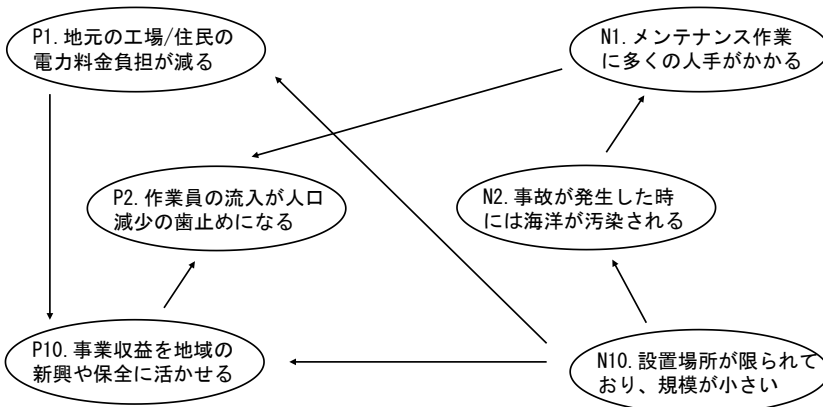 P1. 地元の工場/住民の
電力料金負担が減る
N1. メンテナンス作業
に多くの人手がかかる
P2. 作業員の流入が人口
減少の歯止めになる
N2. 事故が発生した時
には海洋が汚染される
P10. 事業収益を地域の
新興や保全に活かせる
N10. 設置場所が限られて
おり、規模が小さい